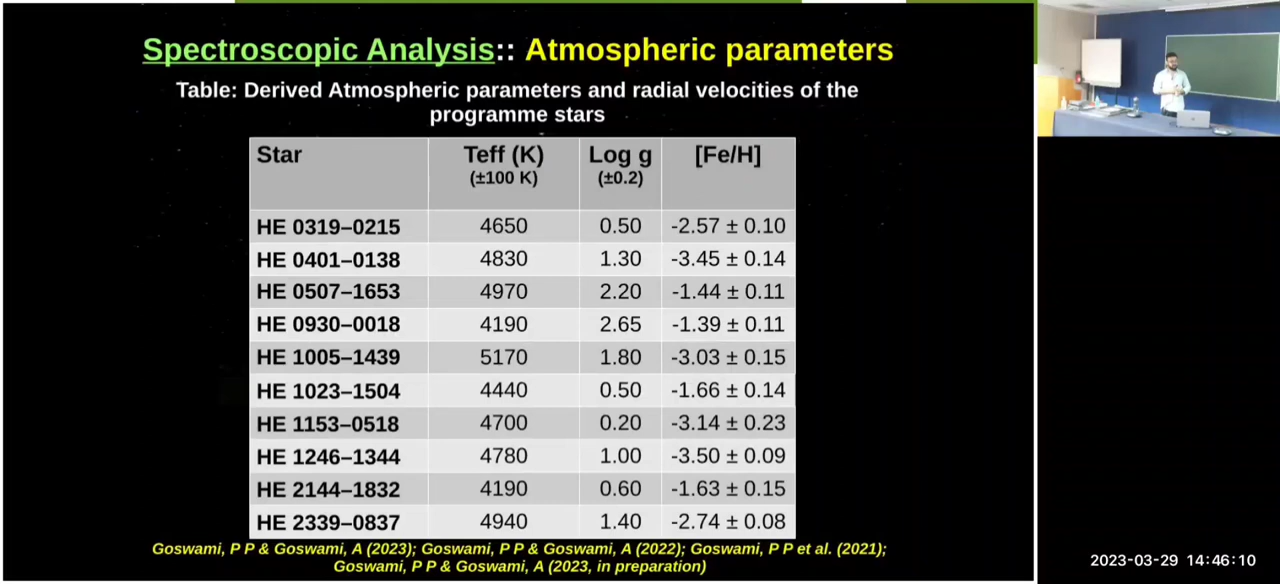 Spectroscopic Analysis:: Atmospheric parameters
Table: Derived Atmospheric parameters and radial velocities of the
programme stars
Star Teff (K) Log g [Fe/H]
(±100 K) (±0.2)
HE 0319–0215 4650 0.50 -2.57 ± 0.10
HE 0401–0138 4830 1.30 -3.45 ± 0.14
HE 0507–1653 4970 2.20 -1.44 ± 0.11
HE 0930–0018 4190 2.65 -1.39 ± 0.11
HE 1005–1439 5170 1.80 -3.03 ± 0.15
HE 1023–1504 4440 0.50 -1.66 ± 0.14
HE 1153–0518 4700 0.20 -3.14 ± 0.23
HE 1246–1344 4780 1.00 -3.50 ± 0.09
HE 2144–1832 4190 0.60 -1.63 ± 0.15
HE 2339–0837 4940 1.40 -2.74 ± 0.08
Goswami, P P & Goswami, A (2023); Goswami, P P & Goswami, A (2022); Goswami, P P et al. (2021);
Goswami, P P & Goswami, A (2023, in preparation)
2023-03-29 14:46:10